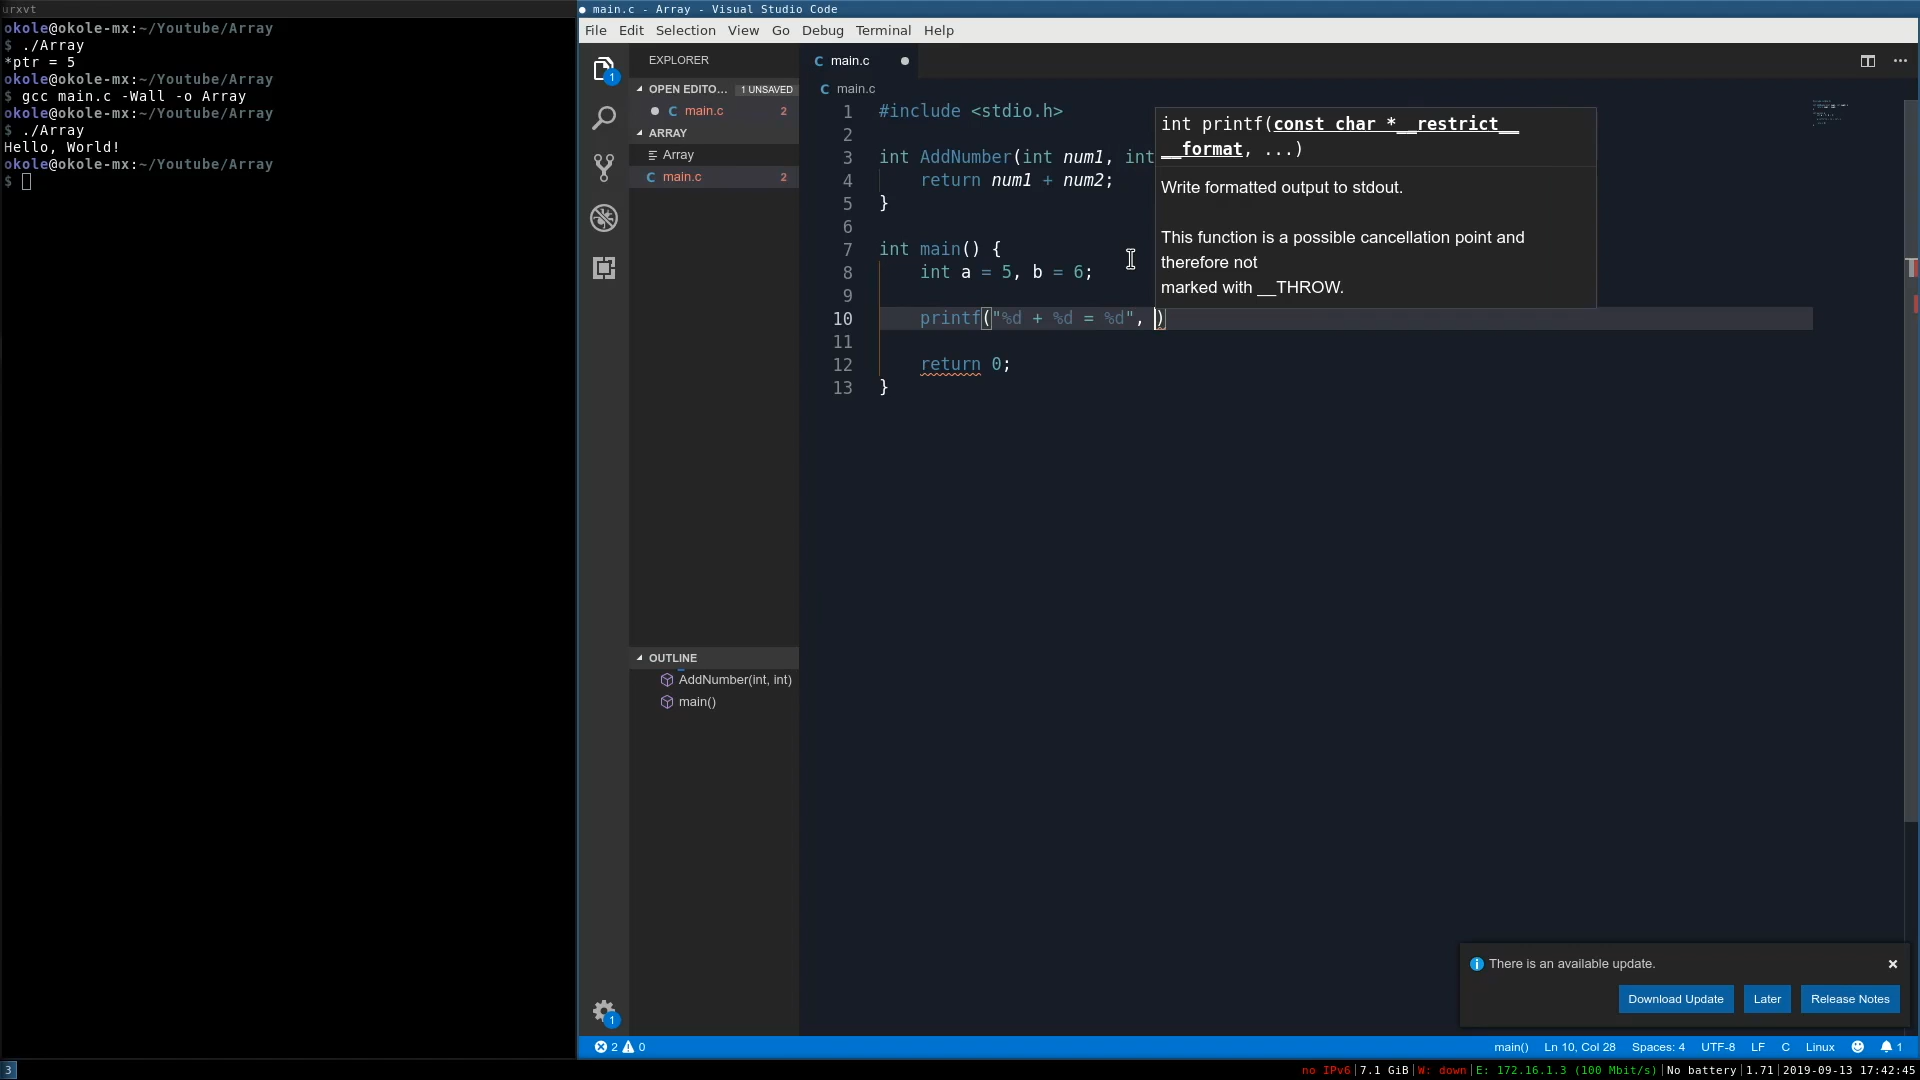 urxvt
okole@okole-mx:~/Youtube/Array
$ ./Array
*ptr = 5
okole@okole-mx:~/Youtube/Array
$ gcc main.c -Wall -o Array
okole@okole-mx:~/Youtube/Array
$ ./Array
Hello, World!
okole@okole-mx:~/Youtube/Array
$
● main.c - Array - Visual Studio Code
File Edit Selection View Go Debug Terminal Help
1
EXPLORER
OPEN EDITO... 1 UNSAVED
● C main.c 2
ARRAY
Array
C main.c 2
OUTLINE
AddNumber(int, int)
main()
1
C main.c ●
C main.c
1 #include <stdio.h>
2
3 int AddNumber(int num1, int
4 return num1 + num2;
5 }
6
7 int main() {
8 int a = 5, b = 6;
9
10 printf("%d + %d = %d", )
11
12 return 0;
13 }
int printf(const char *__restrict__
__format, ...)
Write formatted output to stdout.
This function is a possible cancellation point and
therefore not
marked with __THROW.
There is an available update.
Download Update Later Release Notes
2 0 main() Ln 10, Col 28 Spaces: 4 UTF-8 LF C Linux 1
3 no IPv6|7.1 GiB|W: down|E: 172.16.1.3 (100 Mbit/s)|No battery|1.71|2019-09-13 17:42:45